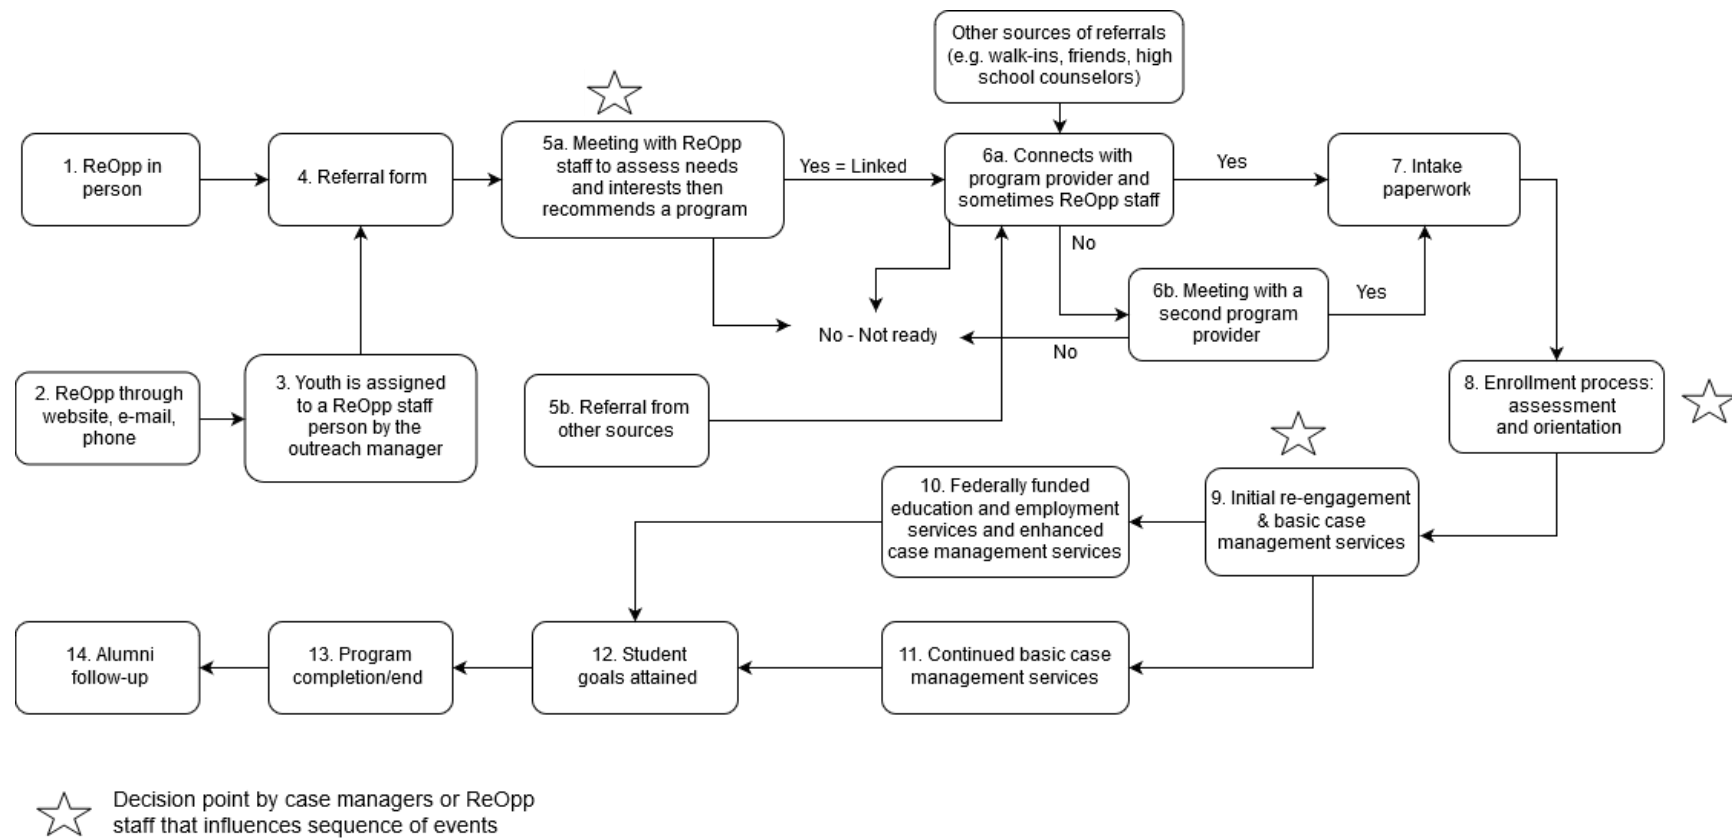 Other sources of referrals
(e.g. walk-ins, friends, high
school counselors)
1. ReOpp in
person
4. Referral form
5a. Meeting with ReOpp
staff to assess needs
and interests then
recommends a program
Yes = Linked
6a. Connects with
program provider and
sometimes ReOpp staff
Yes
7. Intake
paperwork
No
6b. Meeting with a
second program
provider
Yes
No - Not ready
No
2. ReOpp through
website, e-mail,
phone
3. Youth is assigned
to a ReOpp staff
person by the
outreach manager
5b. Referral from
other sources
8. Enrollment process:
assessment
and orientation
10. Federally funded
education and employment
services and enhanced
case management services
9. Initial re-engagement
& basic case
management services
14. Alumni
follow-up
13. Program
completion/end
12. Student
goals attained
11. Continued basic case
management services
Decision point by case managers or ReOpp
staff that influences sequence of events